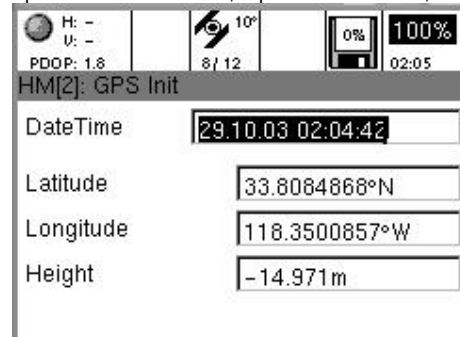 H: -
V: -
10°
0%
100%
PDOP: 1.8
8/12
02:05
HM[2]: GPS Init
DateTime 29.10.03 02:04:42
Latitude 33.8084868°N
Longitude 118.3500857°W
Height -14.971m